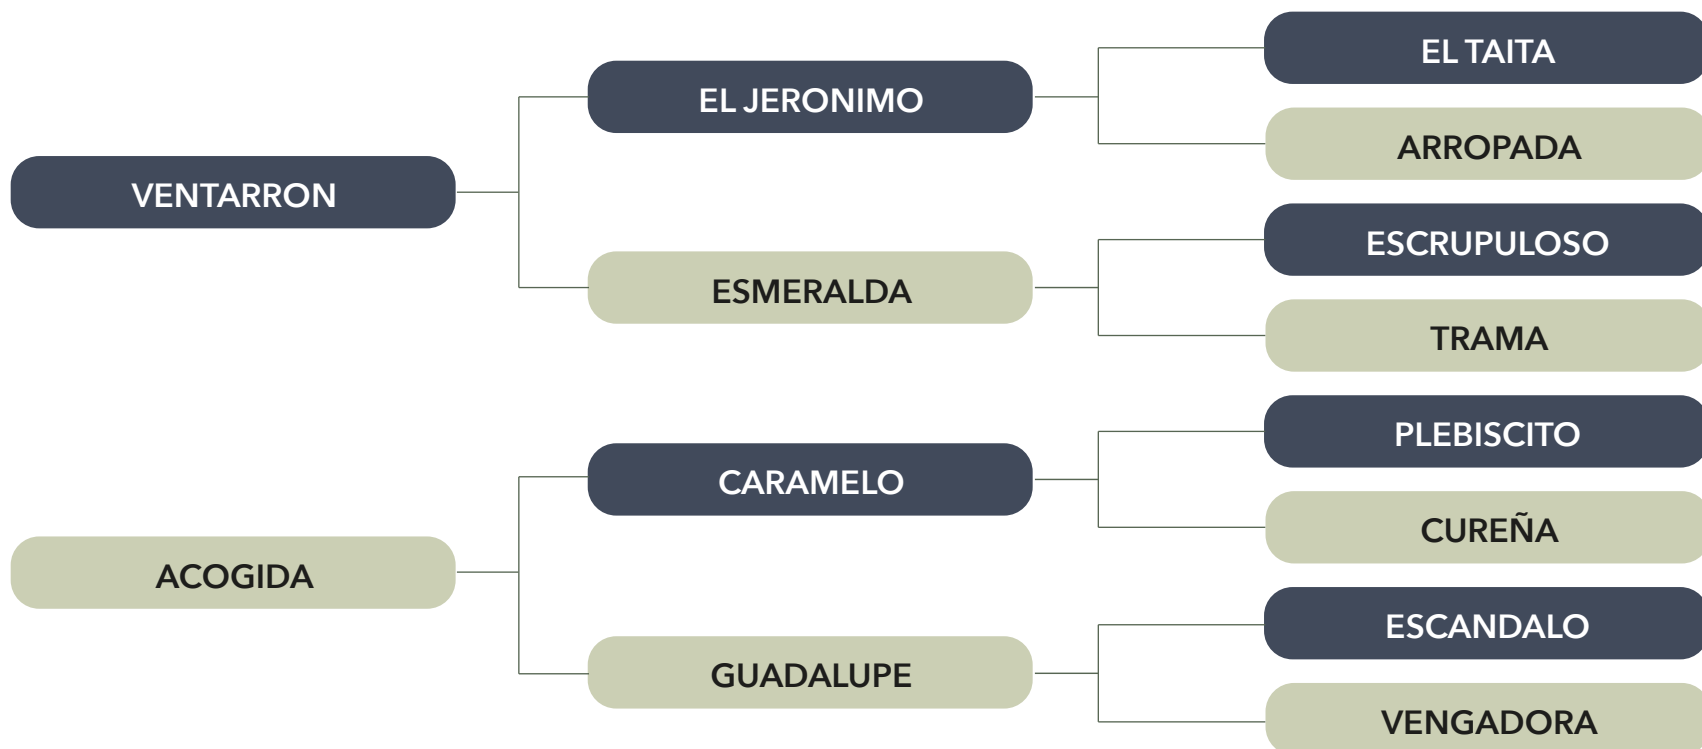 EL TAITA
EL JERONIMO
ARROPADA
VENTARRON
ESCRUPULOSO
ESMERALDA
TRAMA
PLEBISCITO
CARAMELO
CUREÑA
ACOGIDA
ESCANDALO
GUADALUPE
VENGADORA